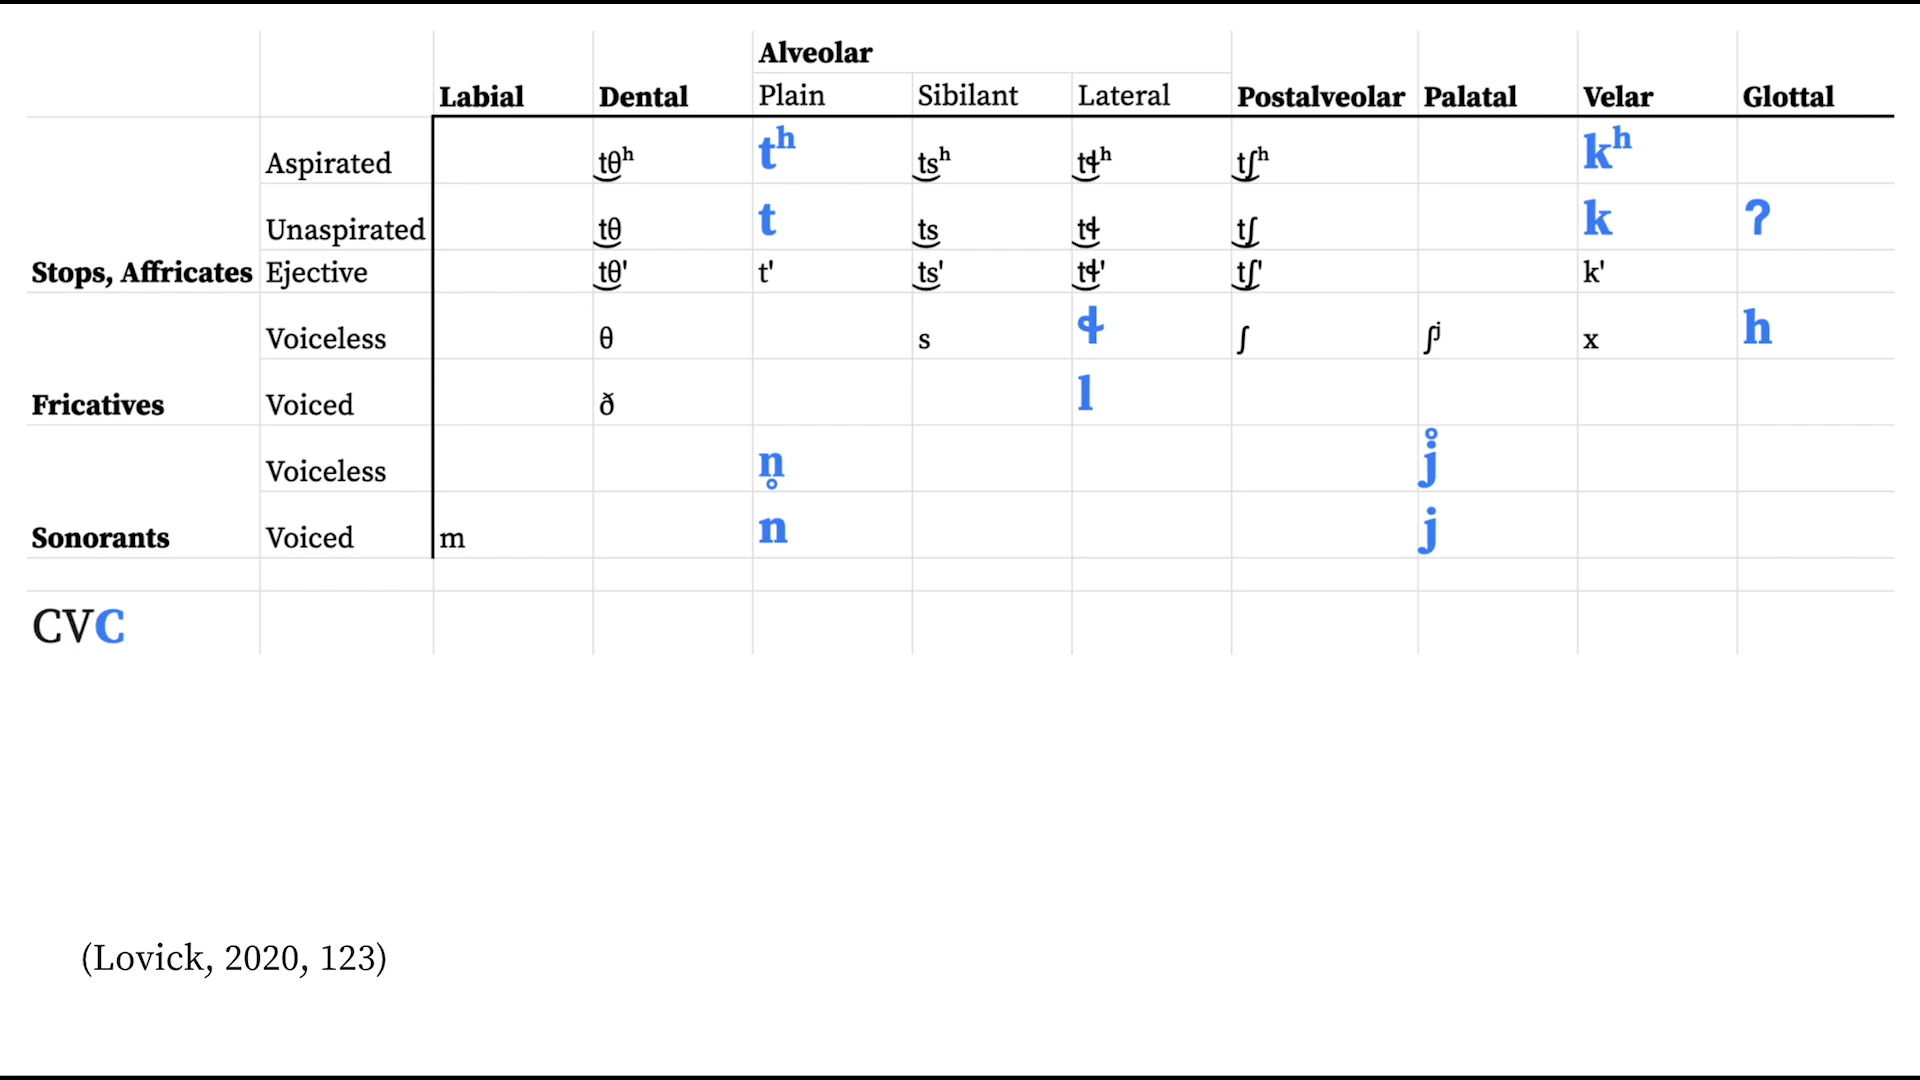 Alveolar
Labial Dental Plain Sibilant Lateral Postalveolar Palatal Velar Glottal
Aspirated t͜θʰ tʰ t͜sʰ t͜ɬʰ t͜ʃʰ kʰ
Unaspirated t͜θ t t͜s t͜ɬ t͜ʃ k ʔ
Stops, Affricates Ejective t͜θ' t' t͜s' t͜ɬ' t͜ʃ' k'
Voiceless θ s ɬ ʃ ʃʲ x h
Fricatives Voiced ð l
Voiceless n̥ j̊
Sonorants Voiced m n j
CVC
(Lovick, 2020, 123)